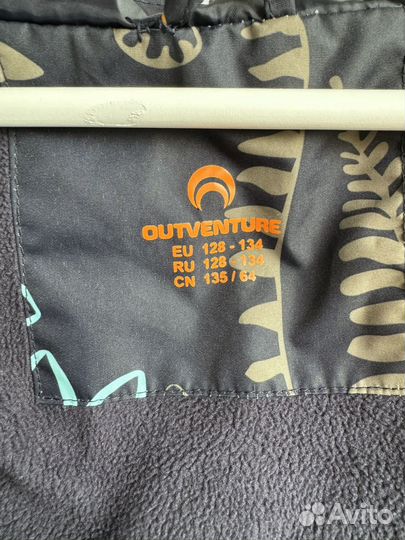 OUTVENTURE
EU 128 - 134
RU 128 - 134
CN 135 / 64
Avito